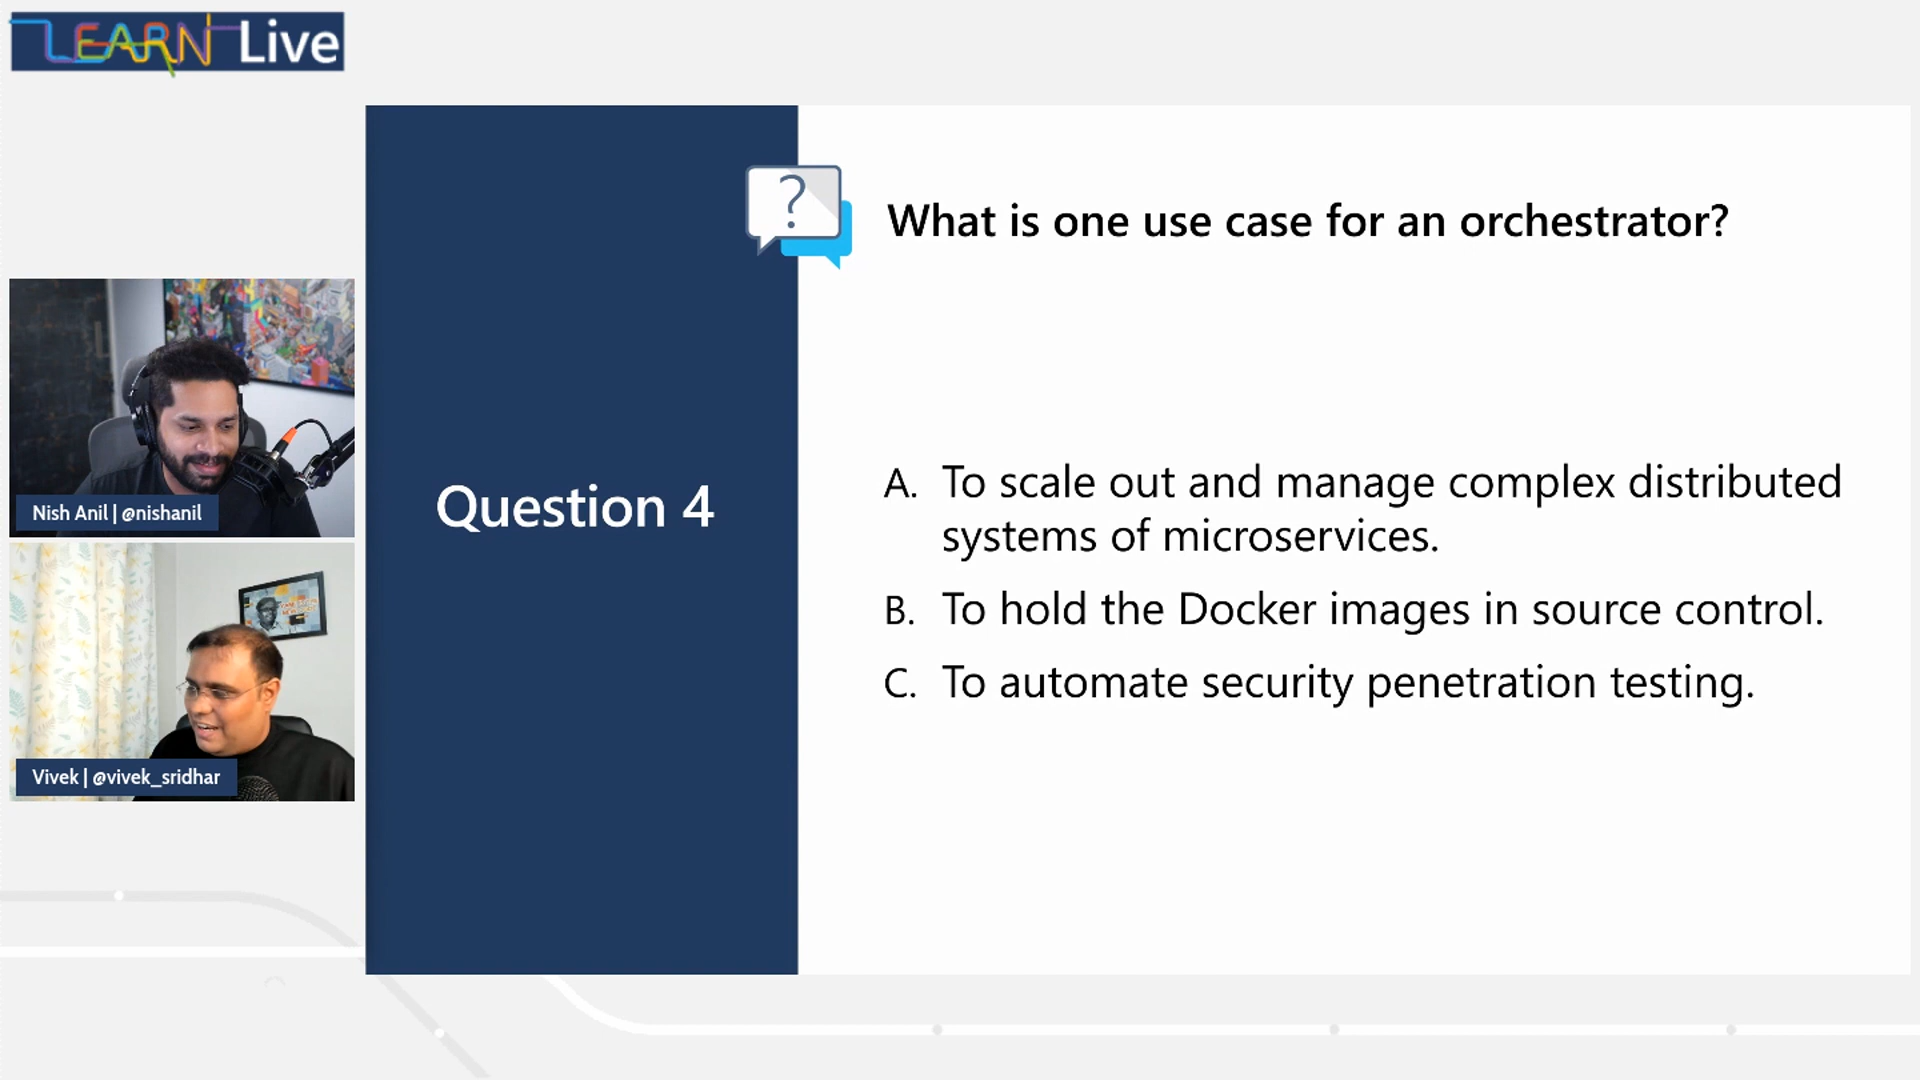 LEARN Live
What is one use case for an orchestrator?
Question 4
A. To scale out and manage complex distributed
systems of microservices.
B. To hold the Docker images in source control.
C. To automate security penetration testing.
Nish Anil | @nishanil
Vivek | @vivek_sridhar